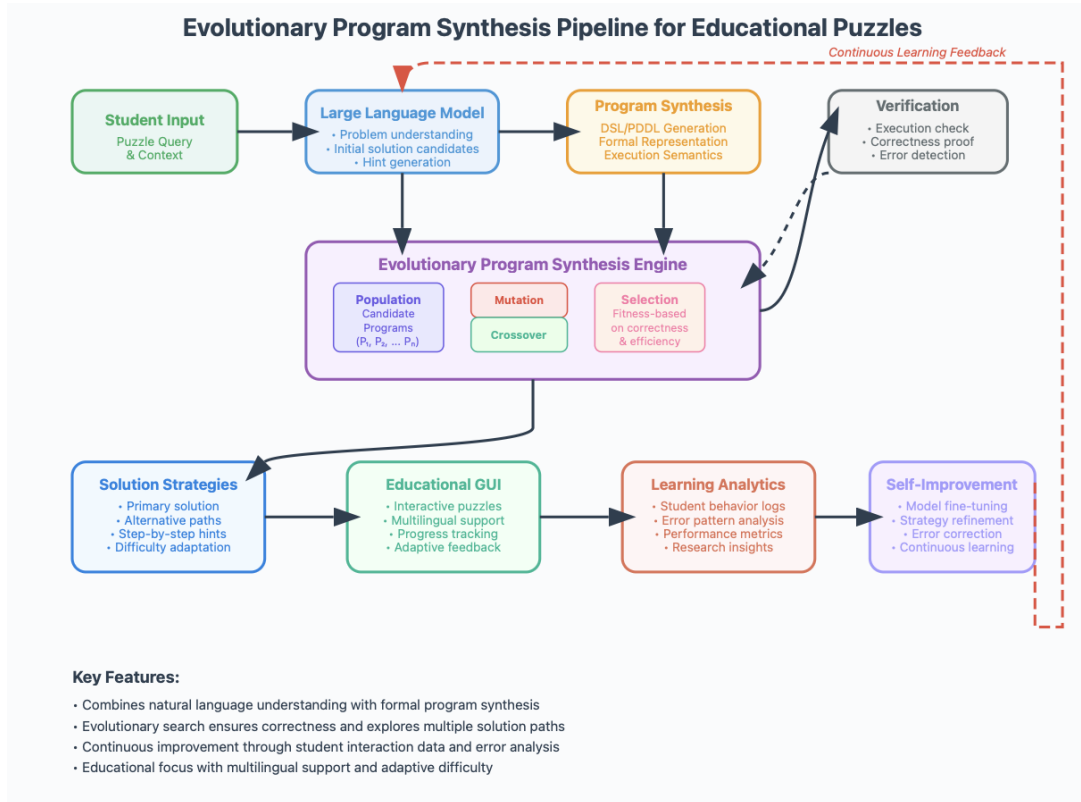 Evolutionary Program Synthesis Pipeline for Educational Puzzles
Continuous Learning Feedback
Student Input
Puzzle Query
& Context
Large Language Model
• Problem understanding
• Initial solution candidates
• Hint generation
Program Synthesis
DSL/PDDL Generation
Formal Representation
Execution Semantics
Verification
• Execution check
• Correctness proof
• Error detection
Evolutionary Program Synthesis Engine
Population
Candidate
Programs
(P₁, P₂, ... Pₙ)
Mutation
Crossover
Selection
Fitness-based
on correctness
& efficiency
Solution Strategies
• Primary solution
• Alternative paths
• Step-by-step hints
• Difficulty adaptation
Educational GUI
• Interactive puzzles
• Multilingual support
• Progress tracking
• Adaptive feedback
Learning Analytics
• Student behavior logs
• Error pattern analysis
• Performance metrics
• Research insights
Self-Improvement
• Model fine-tuning
• Strategy refinement
• Error correction
• Continuous learning
Key Features:
• Combines natural language understanding with formal program synthesis
• Evolutionary search ensures correctness and explores multiple solution paths
• Continuous improvement through student interaction data and error analysis
• Educational focus with multilingual support and adaptive difficulty